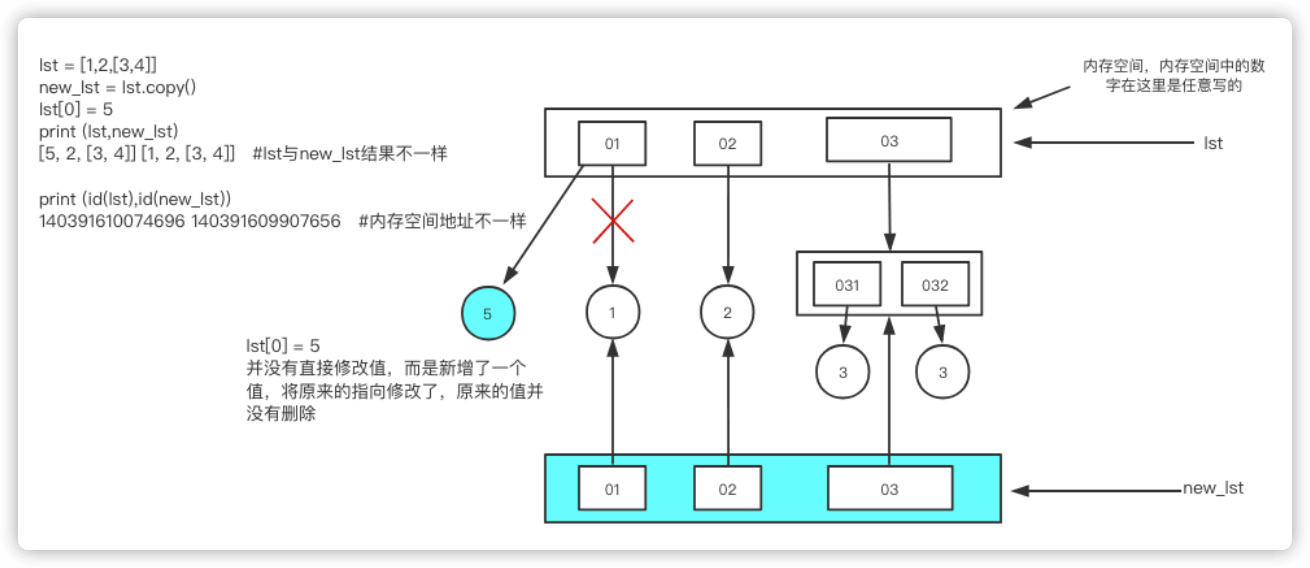 lst = [1,2,[3,4]]
new_lst = lst.copy()
lst[0] = 5
print (lst,new_lst)
[5, 2, [3, 4]] [1, 2, [3, 4]]   #lst与new_lst结果不一样
print (id(lst),id(new_lst))
140391610074696 140391609907656   #内存空间地址不一样
内存空间，内存空间中的数
字在这里是任意写的
01
02
03
lst
031
032
5
1
2
3
3
lst[0] = 5
并没有直接修改值，而是新增了一个
值，将原来的指向修改了，原来的值并
没有删除
01
02
03
new_lst